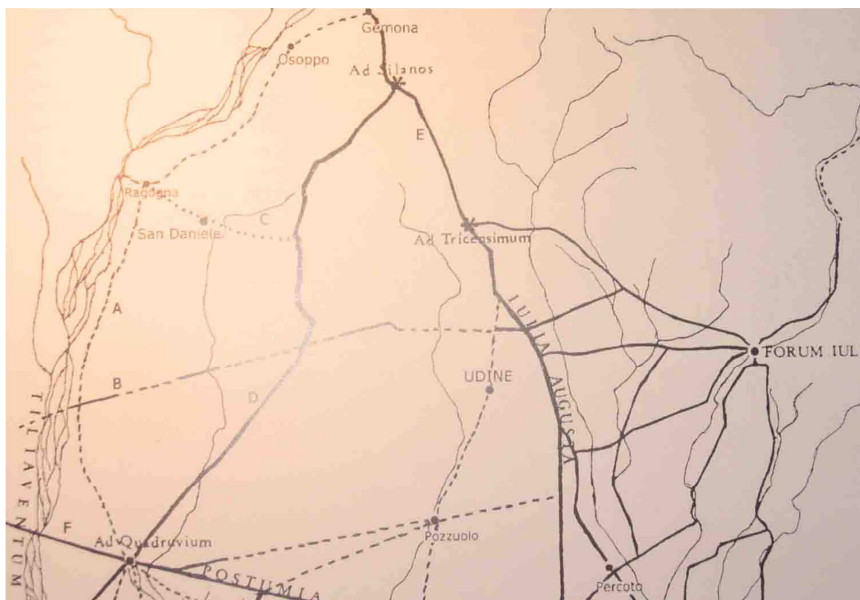 Gemona
Osoppo
Ad Silanos
E
Ragogna
San Daniele
C
Ad Tricensimum
A
IULIA AUGUSTA
FORUM IUL
B
UDINE
D
TILIAVENTUM
F
Ad Quadruvium
Pozzuolo
POSTUMIA
Percoto